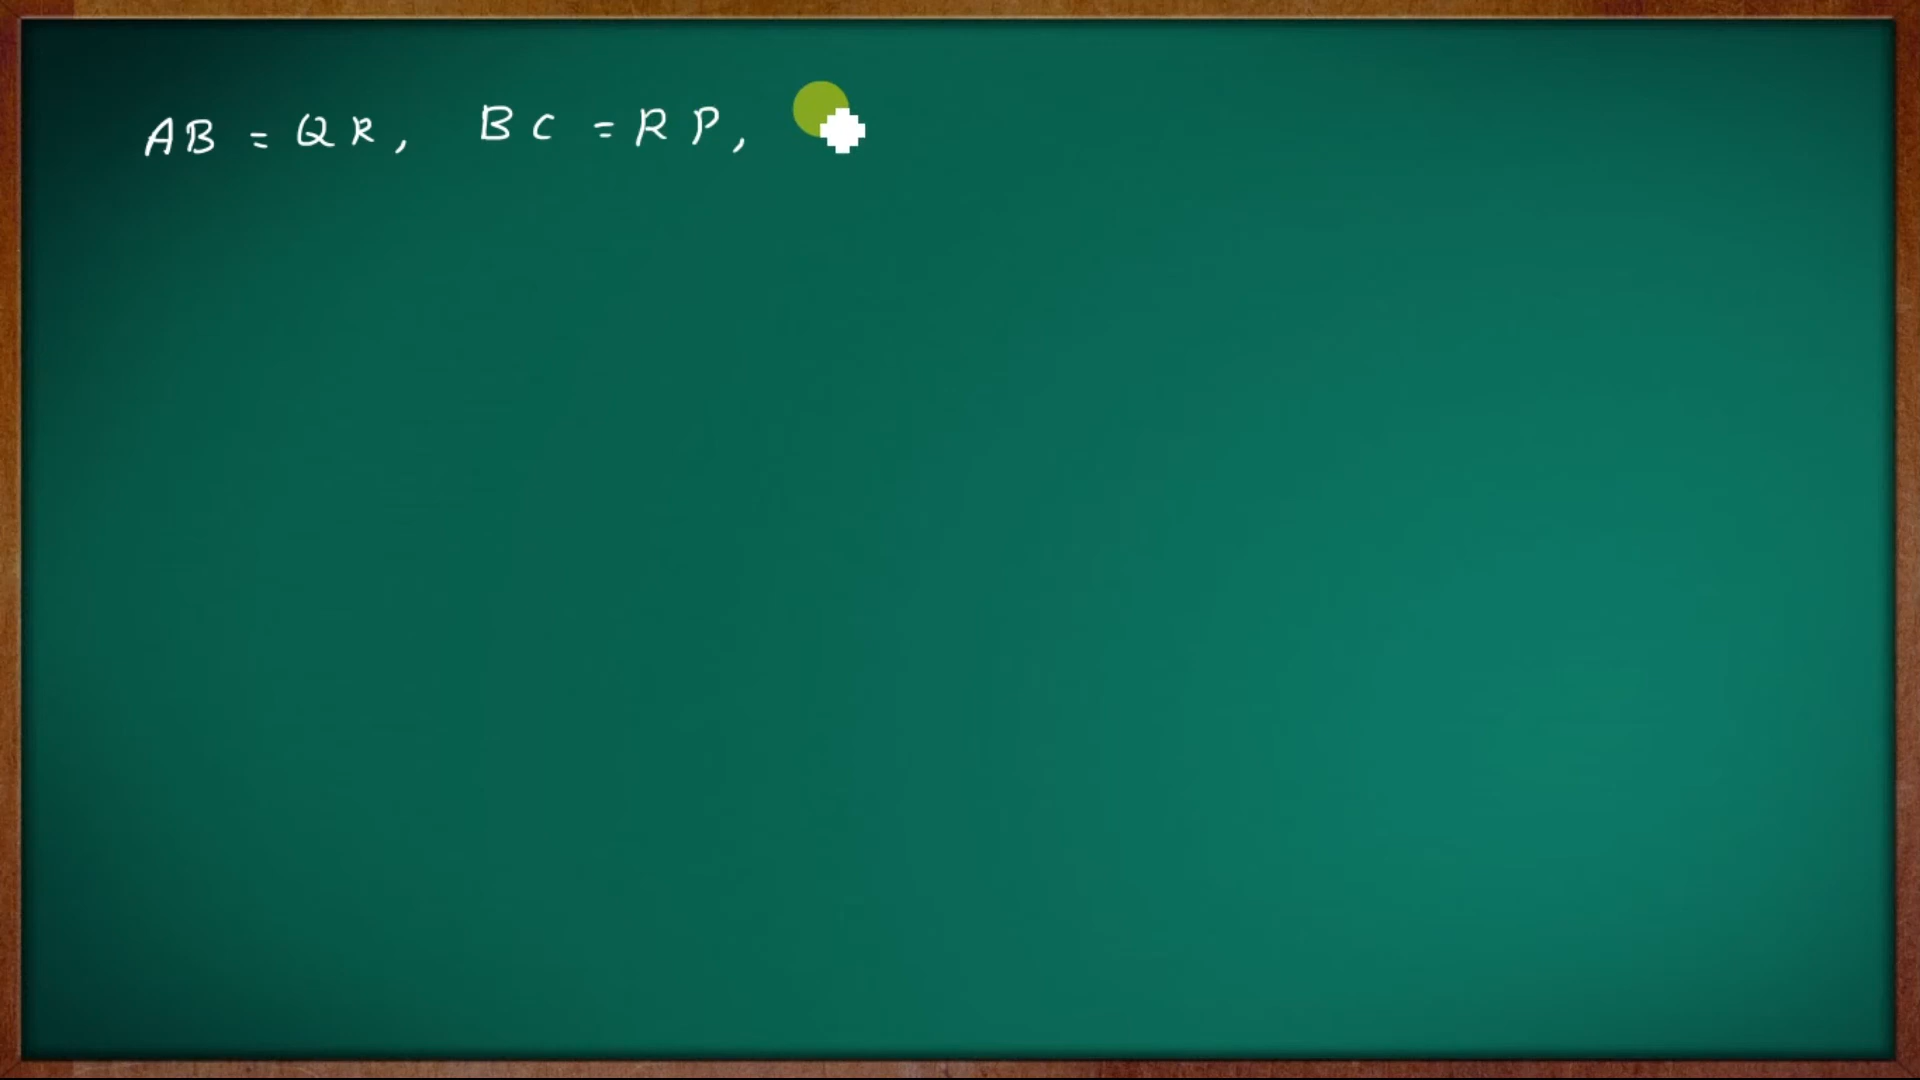 AB = QR, BC = RP,